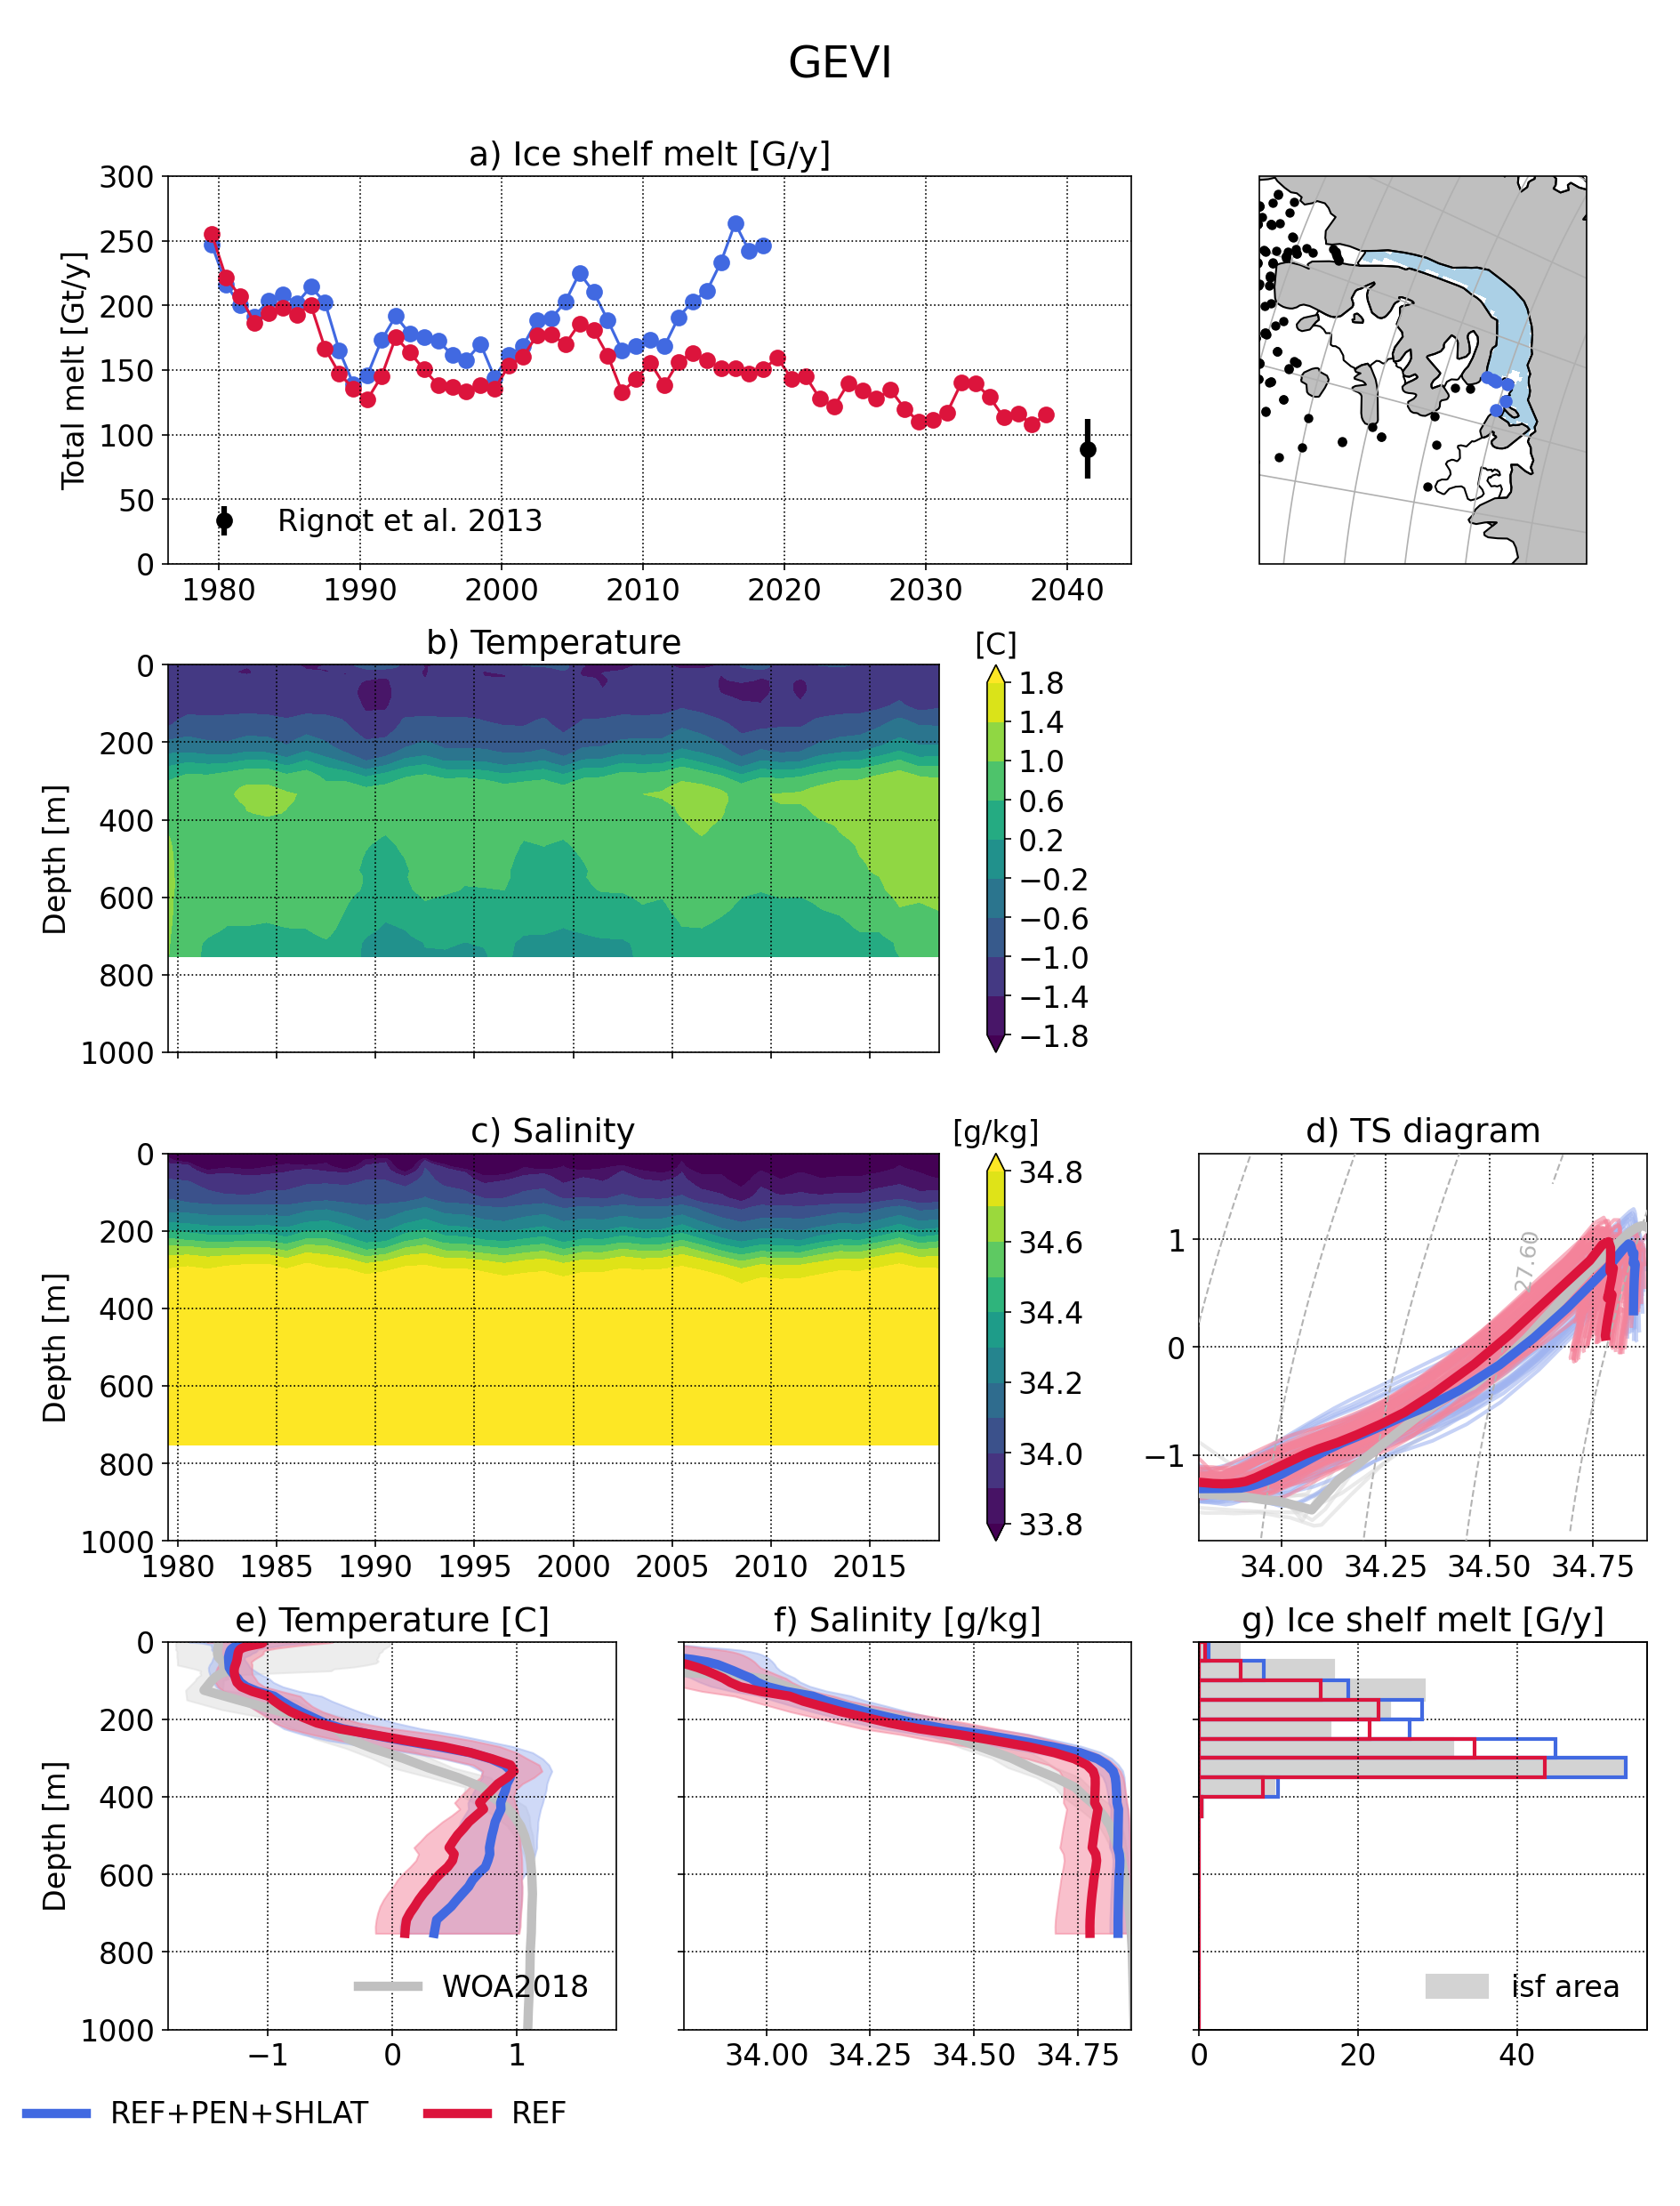 GEVI
a) Ice shelf melt [G/y]
Total melt [Gt/y]
300
250
200
150
100
50
0
Rignot et al. 2013
1980 1990 2000 2010 2020 2030 2040
b) Temperature
[C]
Depth [m]
0
200
400
600
800
1000
1.8
1.4
1.0
0.6
0.2
−0.2
−0.6
−1.0
−1.4
−1.8
c) Salinity
[g/kg]
Depth [m]
0
200
400
600
800
1000
1980 1985 1990 1995 2000 2005 2010 2015
34.8
34.6
34.4
34.2
34.0
33.8
d) TS diagram
1
0
−1
27.60
34.00 34.25 34.50 34.75
e) Temperature [C]
Depth [m]
0
200
400
600
800
1000
WOA2018
−1 0 1
f) Salinity [g/kg]
34.00 34.25 34.50 34.75
g) Ice shelf melt [G/y]
isf area
0 20 40
REF+PEN+SHLAT REF